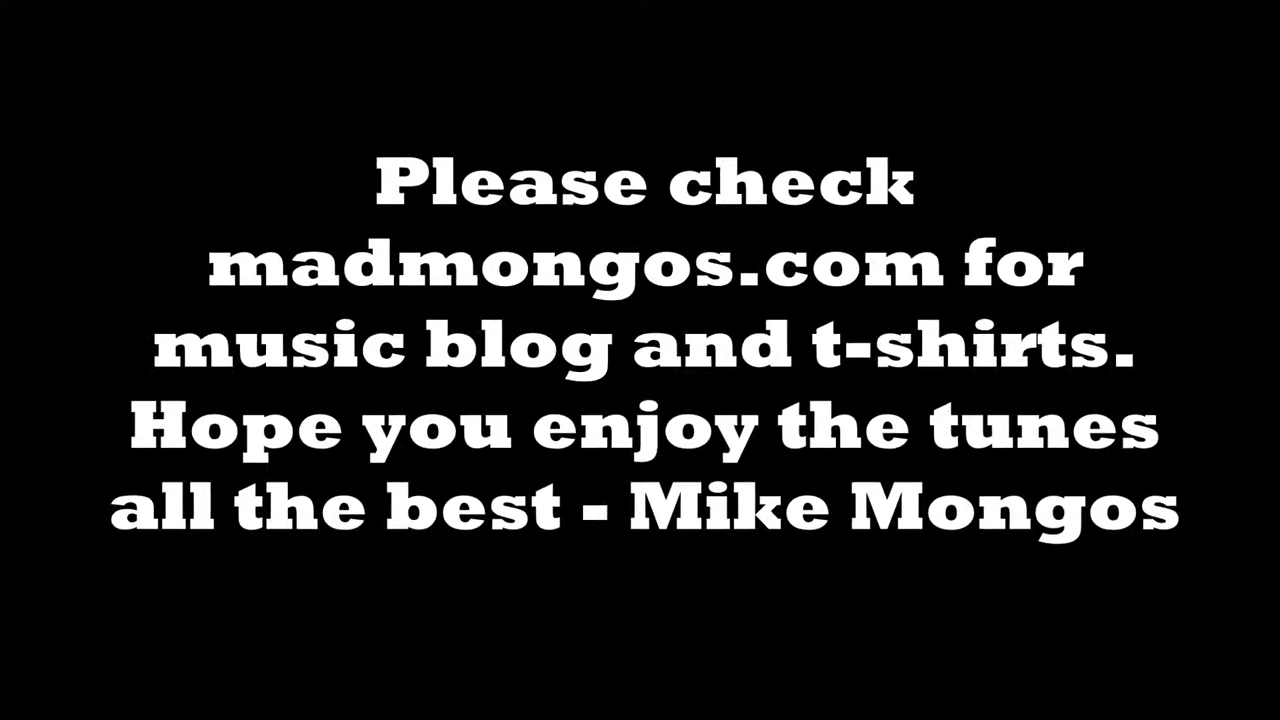 Please check
madmongos.com for
music blog and t-shirts.
Hope you enjoy the tunes
all the best - Mike Mongos